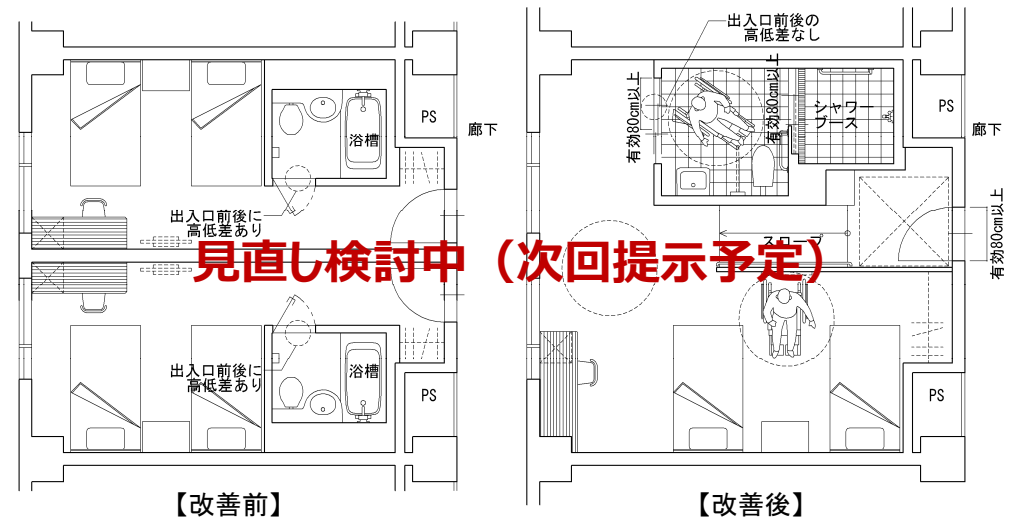 PS
浴槽
廊下
出入口前後に
高低差あり
出入口前後に
高低差あり
浴槽
PS
【改善前】
出入口前後の
高低差なし
有効80cm以上
有効80cm以上
シャワー
ブース
PS
廊下
有効80cm以上
スロープ
見直し検討中（次回提示予定）
PS
【改善後】